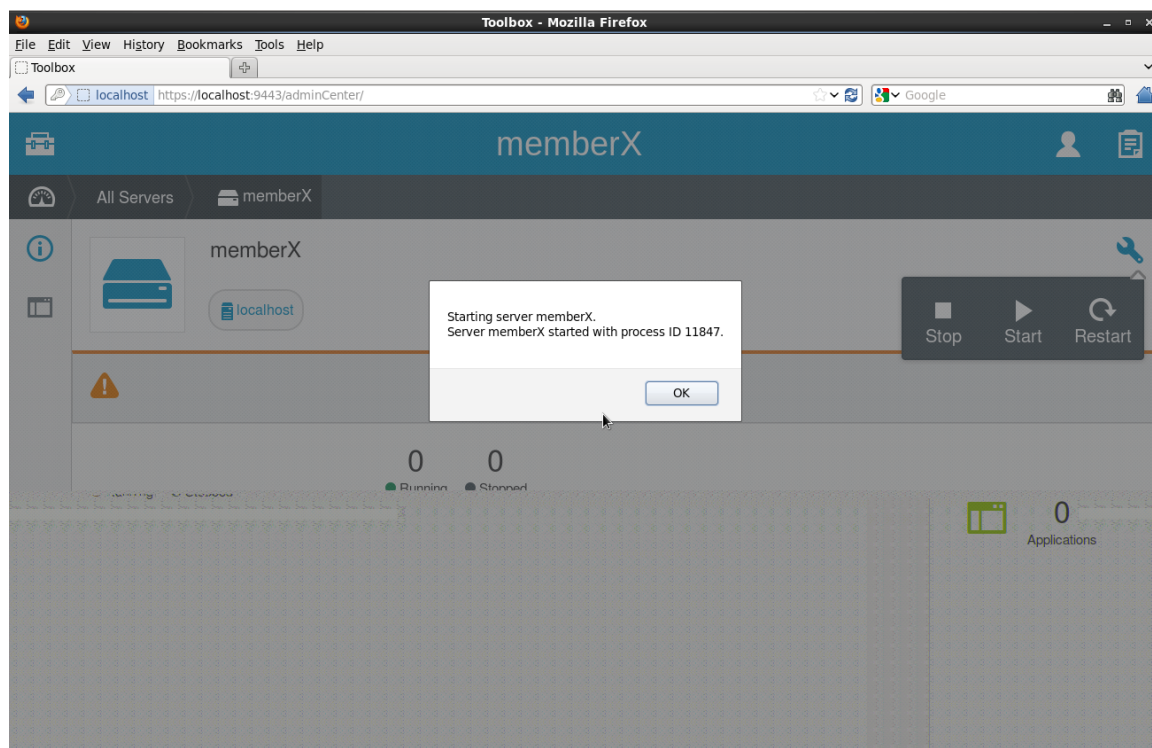 Toolbox - Mozilla Firefox
File Edit View History Bookmarks Tools Help
Toolbox
localhost https://localhost:9443/adminCenter/ Google
memberX
All Servers memberX
memberX
localhost
Stop Start Restart
Starting server memberX.
Server memberX started with process ID 11847.
OK
0 0
Running Stopped
0
Applications